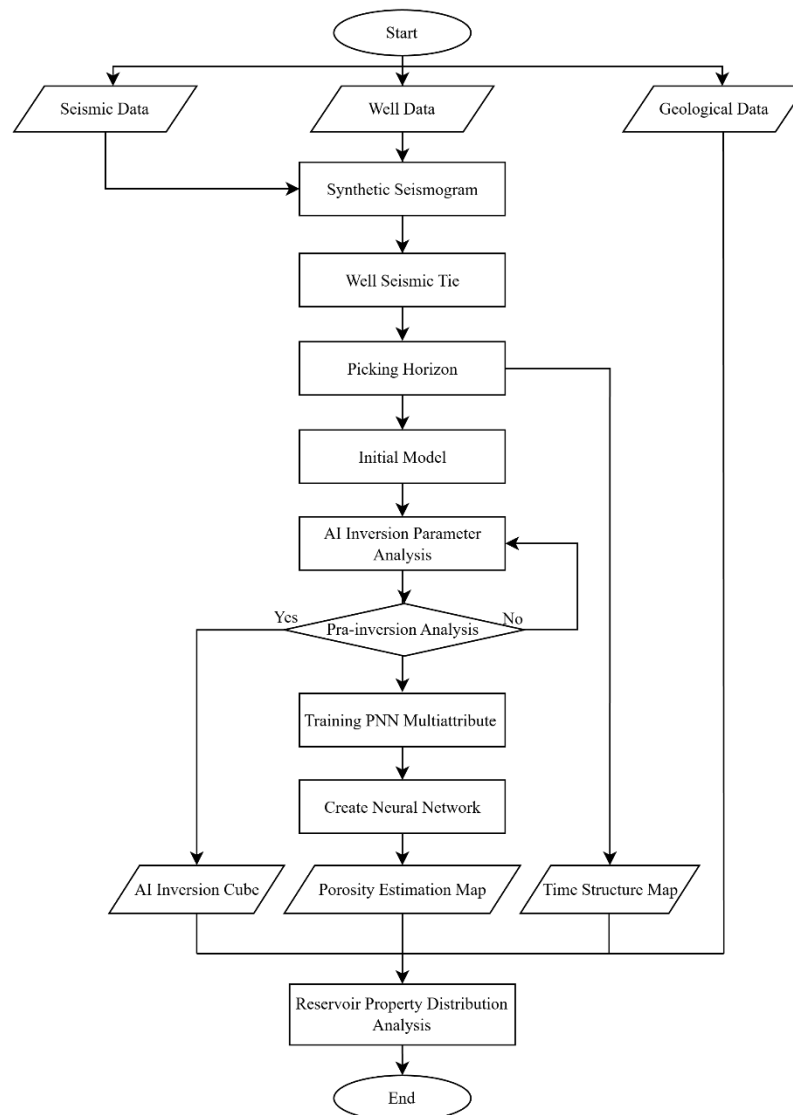 Start
Seismic Data
Well Data
Geological Data
Synthetic Seismogram
Well Seismic Tie
Picking Horizon
Initial Model
AI Inversion Parameter
Analysis
Yes
Pra-inversion Analysis
No
Training PNN Multiattribute
Create Neural Network
AI Inversion Cube
Porosity Estimation Map
Time Structure Map
Reservoir Property Distribution
Analysis
End